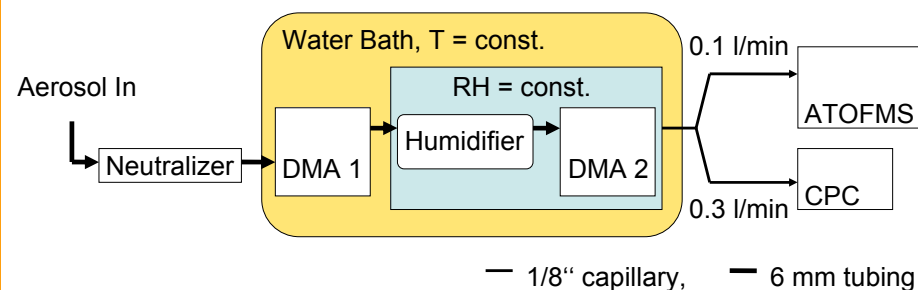 Water Bath, T = const.
0.1 l/min
Aerosol In
RH = const.
ATOFMS
Humidifier
Neutralizer
DMA 1
DMA 2
CPC
0.3 l/min
1/8“ capillary,
6 mm tubing